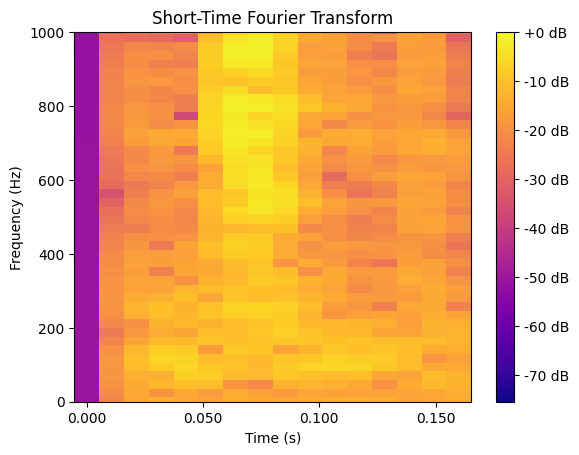 Short-Time Fourier Transform
Frequency (Hz)
1000
800
600
400
200
0
0.000
0.050
0.100
0.150
Time (s)
+0 dB
-10 dB
-20 dB
-30 dB
-40 dB
-50 dB
-60 dB
-70 dB